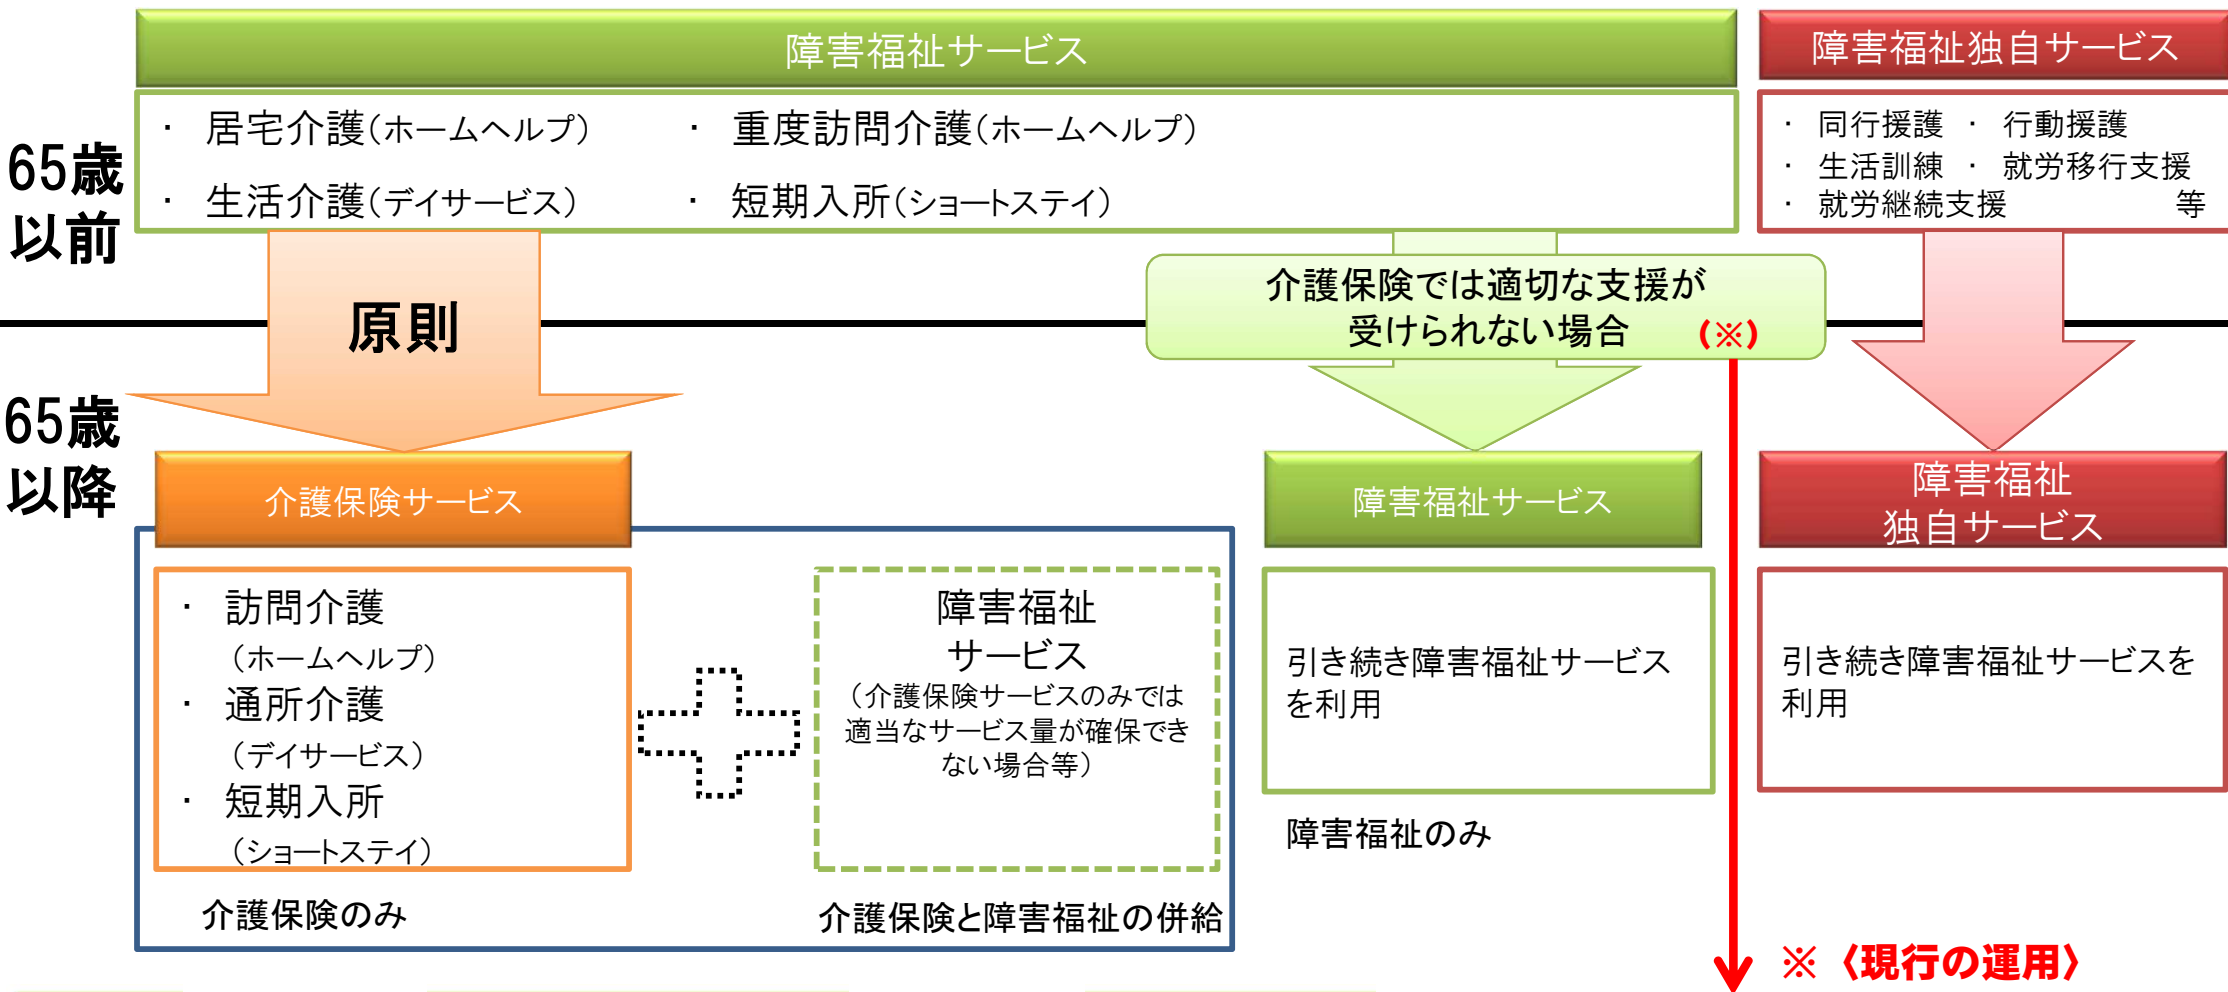 障害福祉サービス
障害福祉独自サービス
65歳
以前
・ 居宅介護(ホームヘルプ) ・ 重度訪問介護(ホームヘルプ)
・ 生活介護(デイサービス) ・ 短期入所(ショートステイ)
・ 同行援護 ・ 行動援護
・ 生活訓練 ・ 就労移行支援
・ 就労継続支援 等
原則
介護保険では適切な支援が
受けられない場合 (※)
65歳
以降
介護保険サービス
・ 訪問介護
(ホームヘルプ)
・ 通所介護
(デイサービス)
・ 短期入所
(ショートステイ)
介護保険のみ
障害福祉
サービス
(介護保険サービスのみでは
適当なサービス量が確保でき
ない場合等)
介護保険と障害福祉の併給
障害福祉サービス
引き続き障害福祉サービス
を利用
障害福祉のみ
障害福祉
独自サービス
引き続き障害福祉サービスを
利用
※〈現行の運用〉